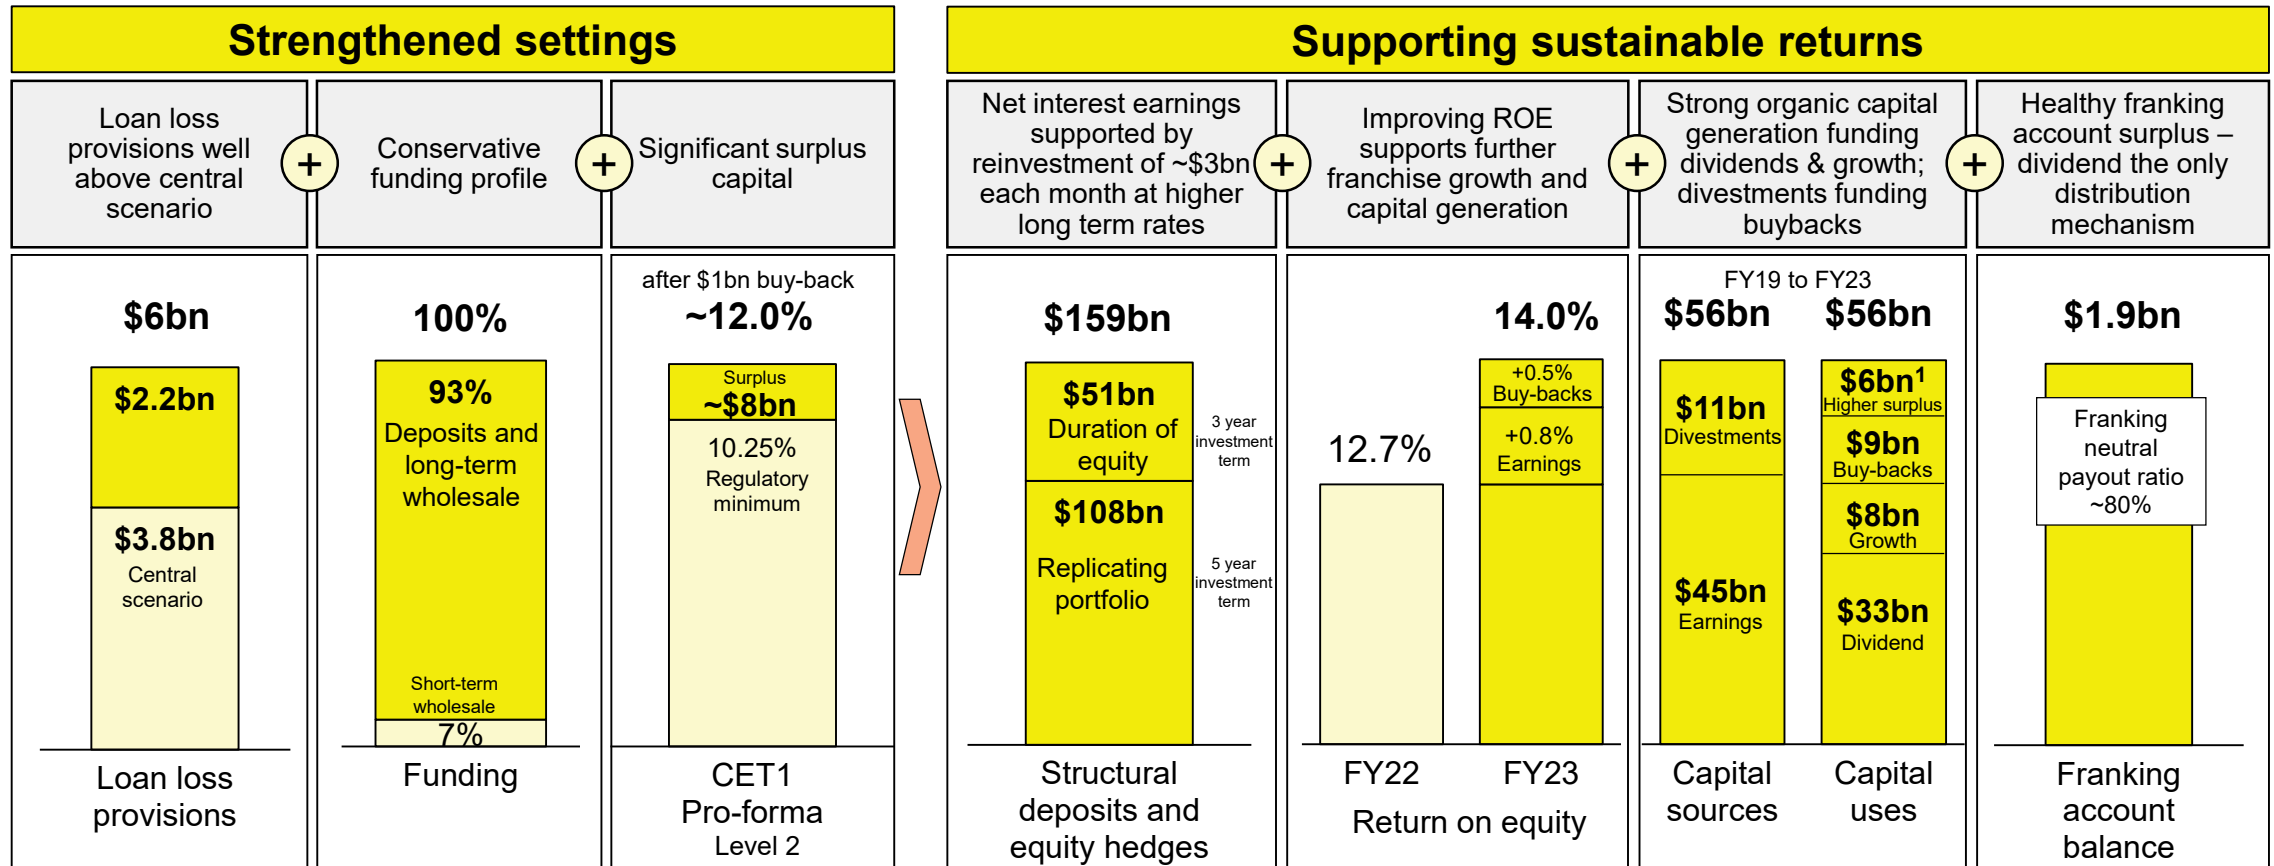 Strengthened settings
Supporting sustainable returns
Loan loss
provisions well
above central
scenario
+
Conservative
funding profile
+
Significant surplus
capital
Net interest earnings
supported by
reinvestment of ~$3bn
each month at higher
long term rates
+
Improving ROE
supports further
franchise growth and
capital generation
+
Strong organic capital
generation funding
dividends & growth;
divestments funding
buybacks
+
Healthy franking
account surplus –
dividend the only
distribution
mechanism
$6bn
$2.2bn
$3.8bn
Central
scenario
Loan loss
provisions
100%
93%
Deposits and
long-term
wholesale
Short-term
wholesale
7%
Funding
after $1bn buy-back
~12.0%
Surplus
~$8bn
10.25%
Regulatory
minimum
CET1
Pro-forma
Level 2
$159bn
$51bn
Duration of
equity
3 year
investment
term
$108bn
Replicating
portfolio
5 year
investment
term
Structural
deposits and
equity hedges
12.7%
FY22
14.0%
+0.5%
Buy-backs
+0.8%
Earnings
FY23
Return on equity
FY19 to FY23
$56bn
$11bn
Divestments
$45bn
Earnings
Capital
sources
$56bn
$6bn¹
Higher surplus
$9bn
Buy-backs
$8bn
Growth
$33bn
Dividend
Capital
uses
$1.9bn
Franking
neutral
payout ratio
~80%
Franking
account
balance